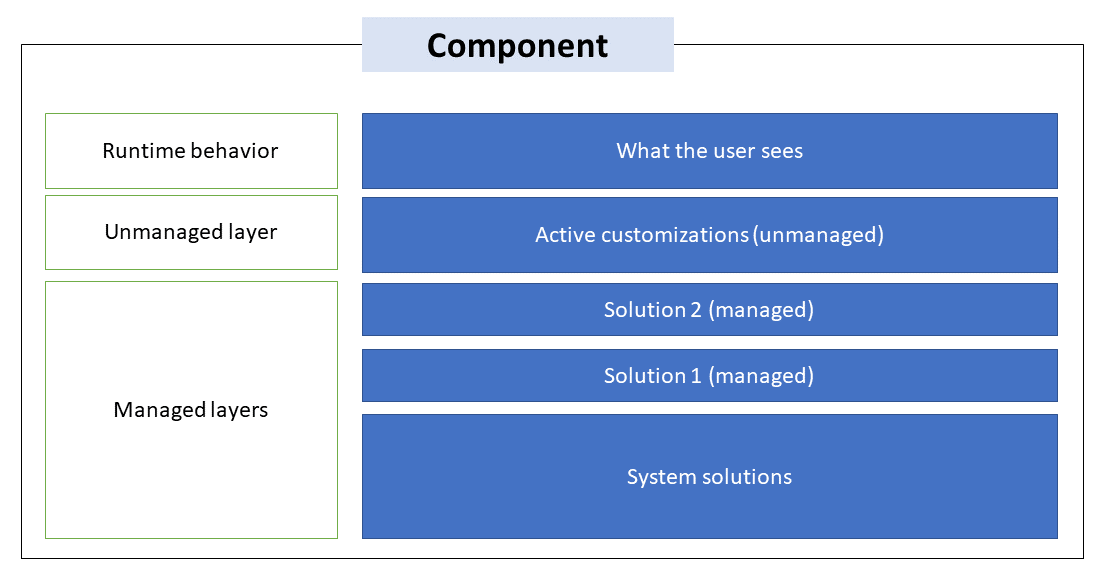 Component
Runtime behavior
What the user sees
Unmanaged layer
Active customizations (unmanaged)
Managed layers
Solution 2 (managed)
Solution 1 (managed)
System solutions